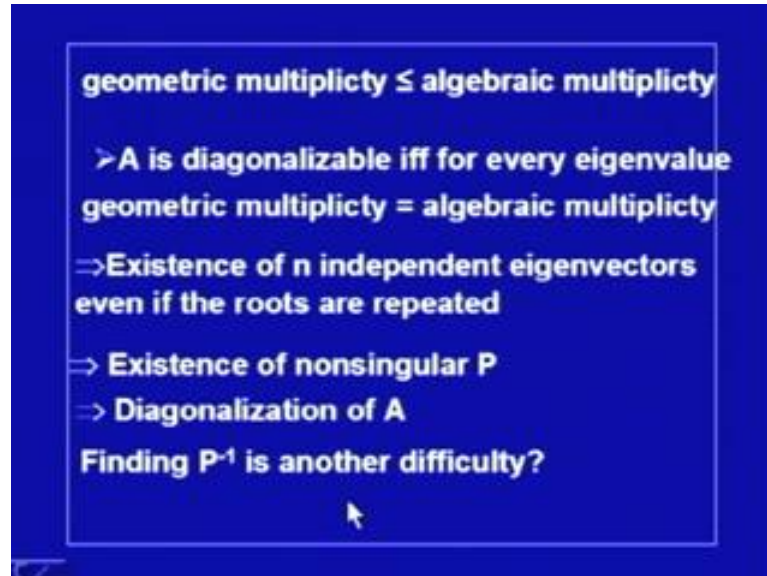 geometric multiplicty ≤ algebraic multiplicty
➢A is diagonalizable iff for every eigenvalue
geometric multiplicty = algebraic multiplicty
⇒Existence of n independent eigenvectors
even if the roots are repeated
⇒ Existence of nonsingular P
⇒ Diagonalization of A
Finding P⁻¹ is another difficulty?